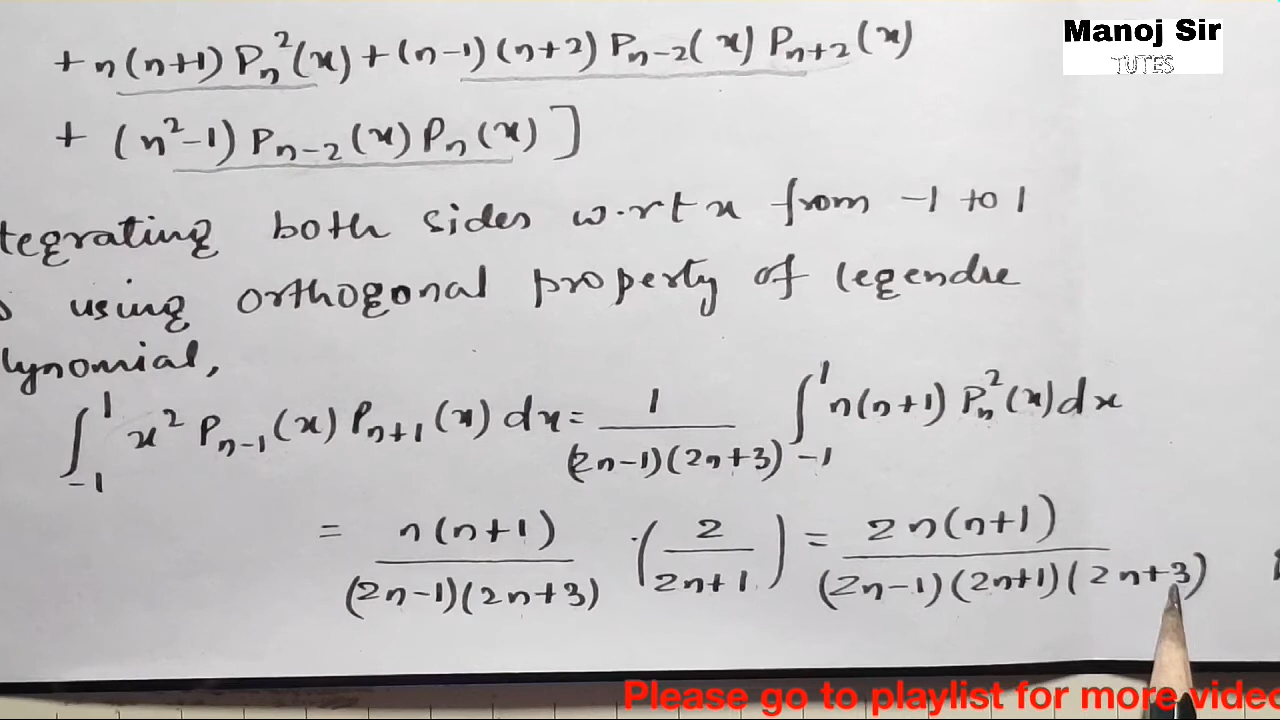 Manoj Sir
TUTES
+ n(n+1) Pₙ²(x) + (n-1)(n+2) Pₙ₋₂(x) Pₙ₊₂(x)
+ (n²-1) Pₙ₋₂(x) Pₙ(x) ]
tegrating both sides w.r.t x from -1 to 1
using orthogonal property of legendre
lynomial,
∫₋₁¹ x² Pₙ₋₁(x) Pₙ₊₁(x) dx = 1/((2n-1)(2n+3)) ∫₋₁¹ n(n+1) Pₙ²(x) dx
= n(n+1)/((2n-1)(2n+3)) · (2/(2n+1)) = 2n(n+1)/((2n-1)(2n+1)(2n+3))
Please go to playlist for more video